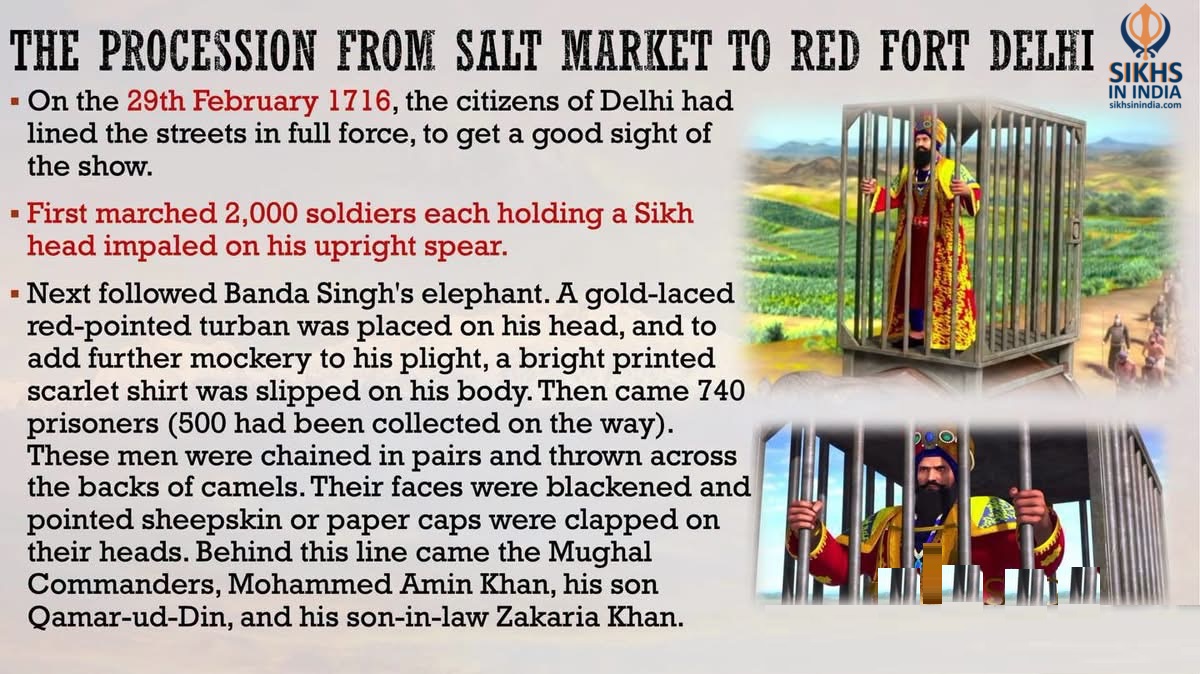 THE PROCESSION FROM SALT MARKET TO RED FORT DELHI
SIKHS
IN INDIA
sikhsinindia.com
▪ On the 29th February 1716, the citizens of Delhi had
lined the streets in full force, to get a good sight of
the show.
▪ First marched 2,000 soldiers each holding a Sikh
head impaled on his upright spear.
▪ Next followed Banda Singh's elephant. A gold-laced
red-pointed turban was placed on his head, and to
add further mockery to his plight, a bright printed
scarlet shirt was slipped on his body. Then came 740
prisoners (500 had been collected on the way).
These men were chained in pairs and thrown across
the backs of camels. Their faces were blackened and
pointed sheepskin or paper caps were clapped on
their heads. Behind this line came the Mughal
Commanders, Mohammed Amin Khan, his son
Qamar-ud-Din, and his son-in-law Zakaria Khan.